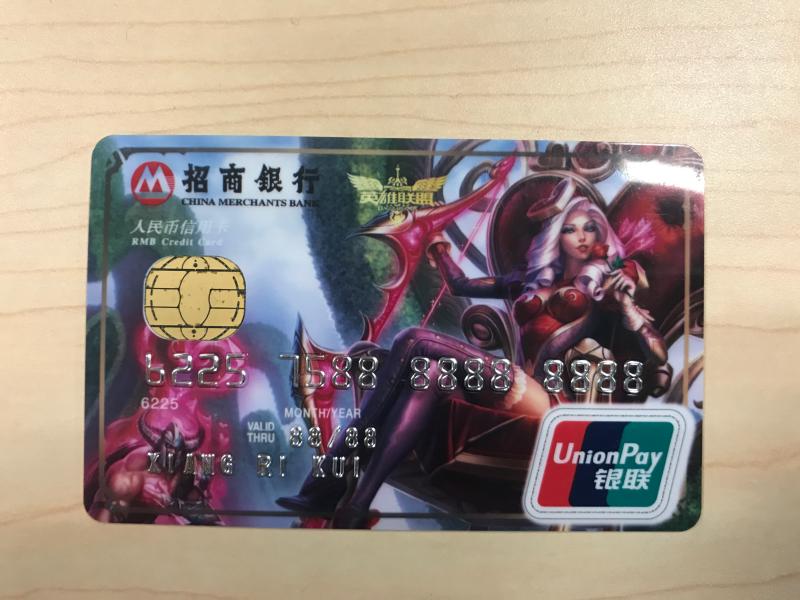 招商銀行
CHINA MERCHANTS BANK
英雄联盟
人民币信用卡
RMB Credit Card
6225 7588 8888 8888
6225
MONTH/YEAR
VALID THRU 88/88
XIANG RI KUI
UnionPay
银联